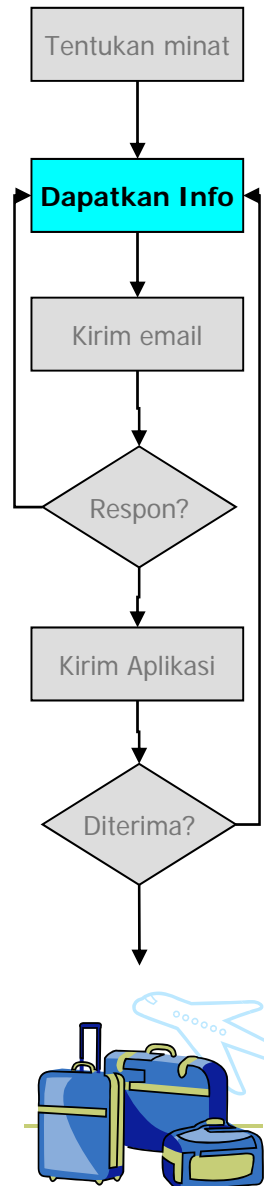 Tentukan minat
Dapatkan Info
Kirim email
Respon?
Kirim Aplikasi
Diterima?